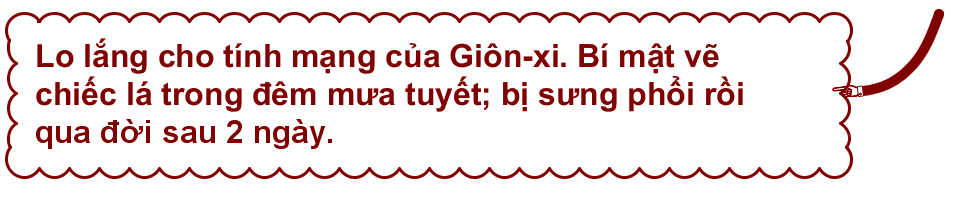 Lo lắng cho tính mạng của Giôn-xi. Bí mật vẽ
chiếc lá trong đêm mưa tuyết; bị sưng phổi rồi
qua đời sau 2 ngày.